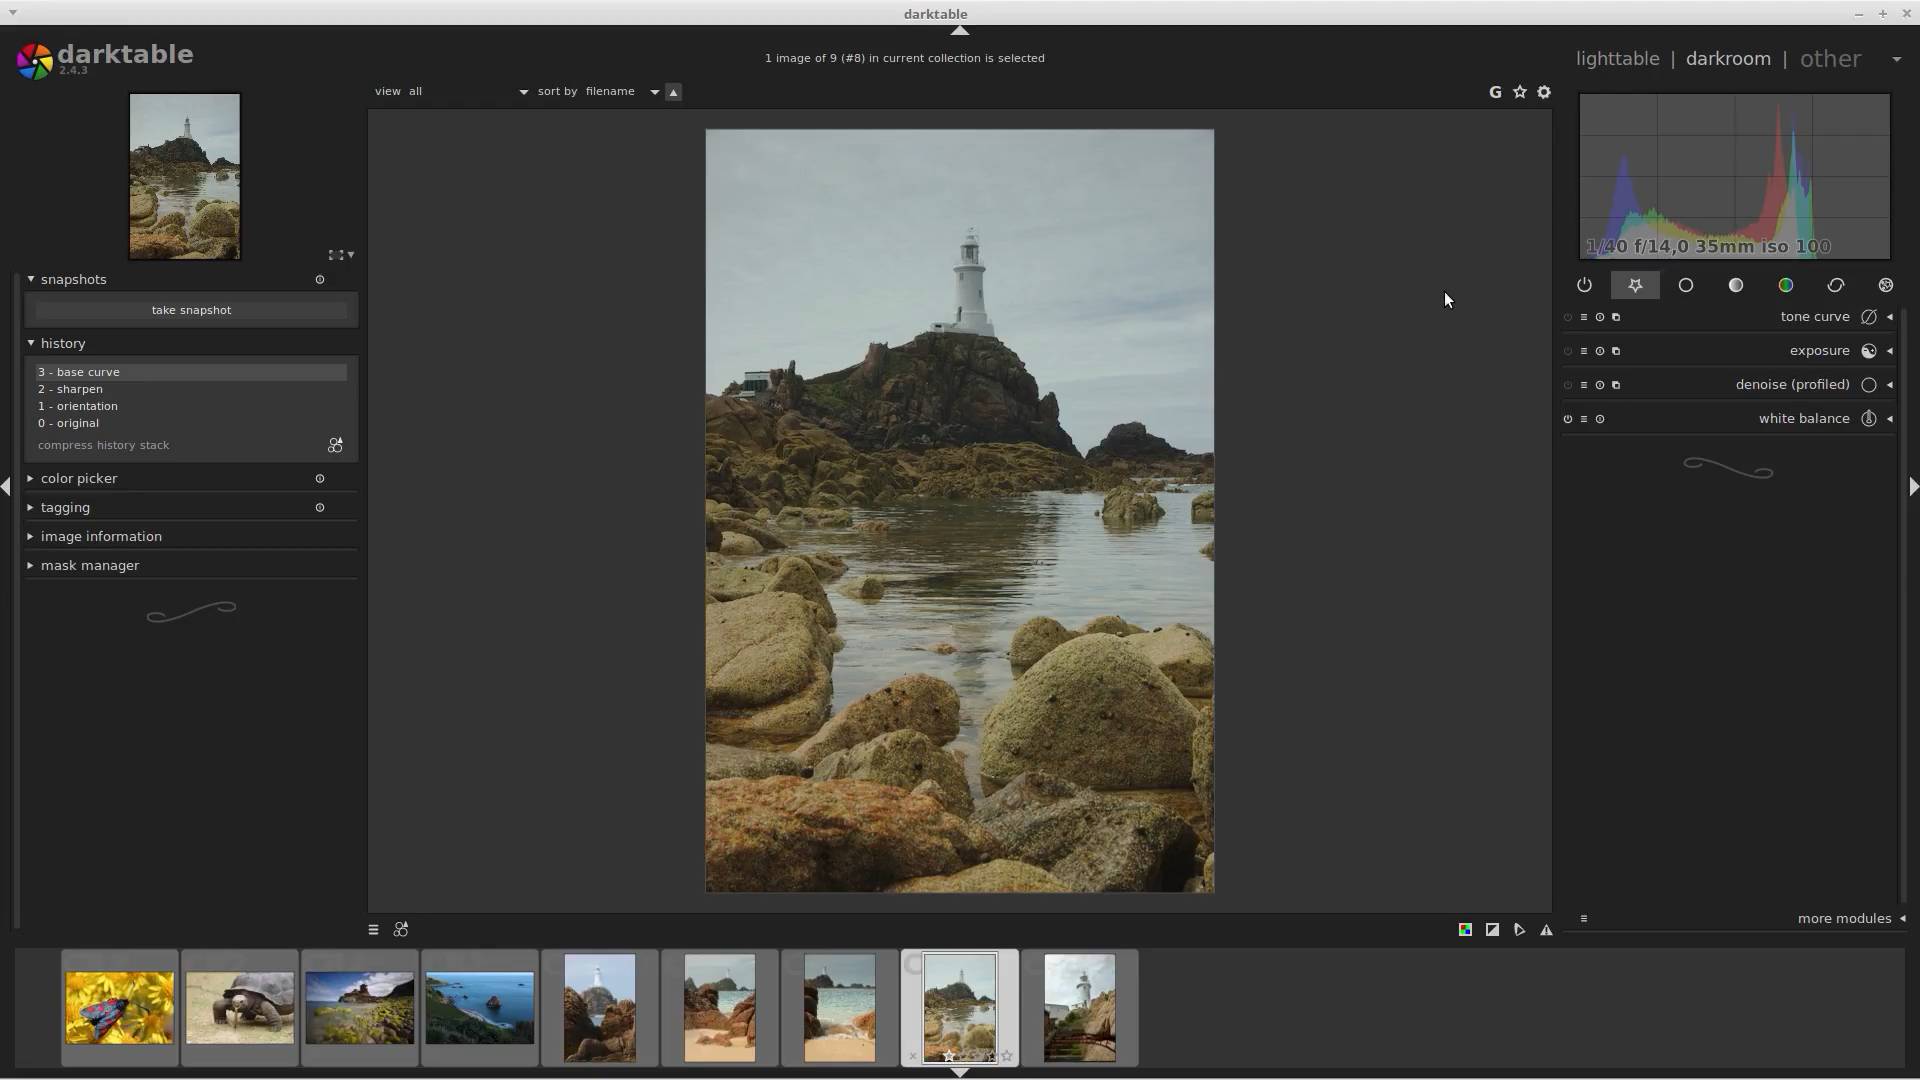 darktable
darktable
2.4.3
1 image of 9 (#8) in current collection is selected
lighttable | darkroom | other
view all sort by filename
G
1/40 f/14,0 35mm iso 100
snapshots
take snapshot
history
3 - base curve
2 - sharpen
1 - orientation
0 - original
compress history stack
color picker
tagging
image information
mask manager
tone curve
exposure
denoise (profiled)
white balance
more modules